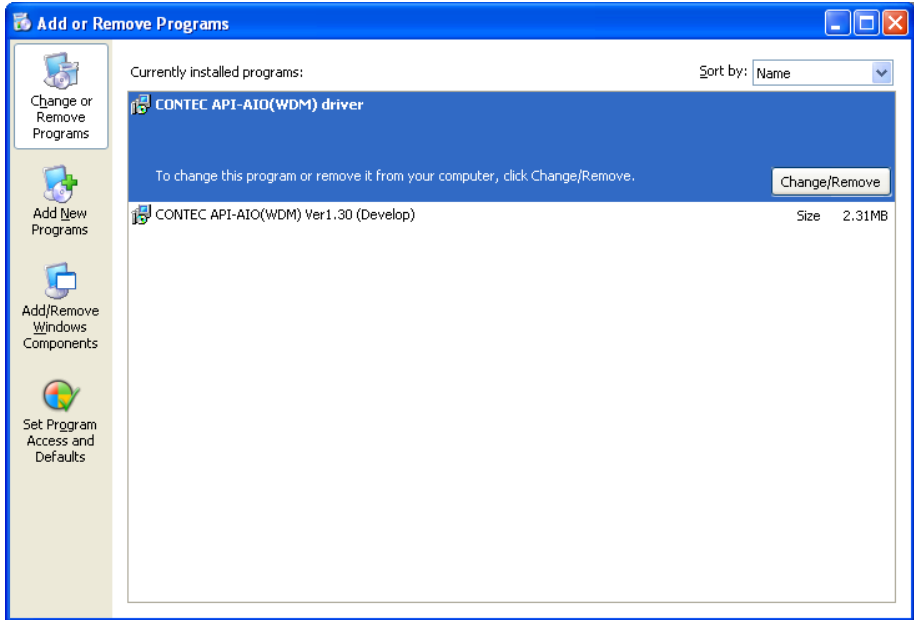 Add or Remove Programs
Change or
Remove
Programs
Add New
Programs
Add/Remove
Windows
Components
Set Program
Access and
Defaults
Currently installed programs:
Sort by: Name
CONTEC API-AIO(WDM) driver
To change this program or remove it from your computer, click Change/Remove.
Change/Remove
CONTEC API-AIO(WDM) Ver1.30 (Develop) Size 2.31MB